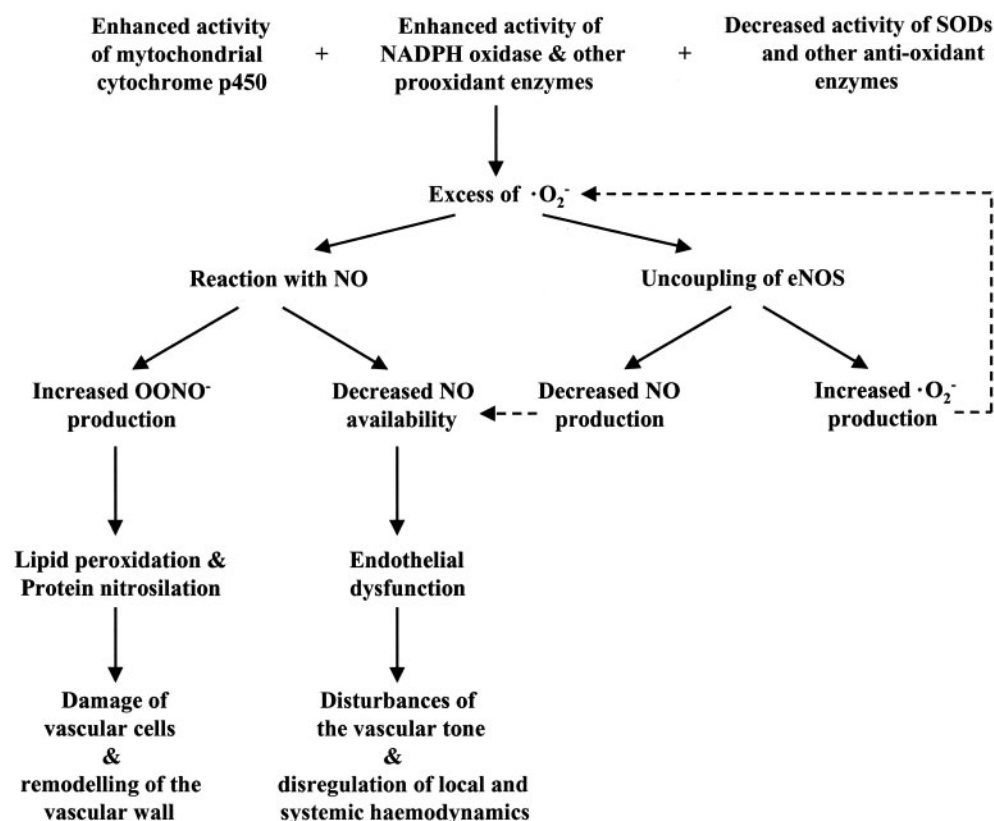 Enhanced activity
of mytochondrial
cytochrome p450
+
Enhanced activity of
NADPH oxidase & other
prooxidant enzymes
+
Decreased activity of SODs
and other anti-oxidant
enzymes
Excess of ·O₂⁻
Reaction with NO
Uncoupling of eNOS
Increased OONO⁻
production
Decreased NO
availability
Decreased NO
production
Increased ·O₂⁻
production
Lipid peroxidation &
Protein nitrosilation
Endothelial
dysfunction
Damage of
vascular cells
&
remodelling of the
vascular wall
Disturbances of
the vascular tone
&
disregulation of local and
systemic haemodynamics